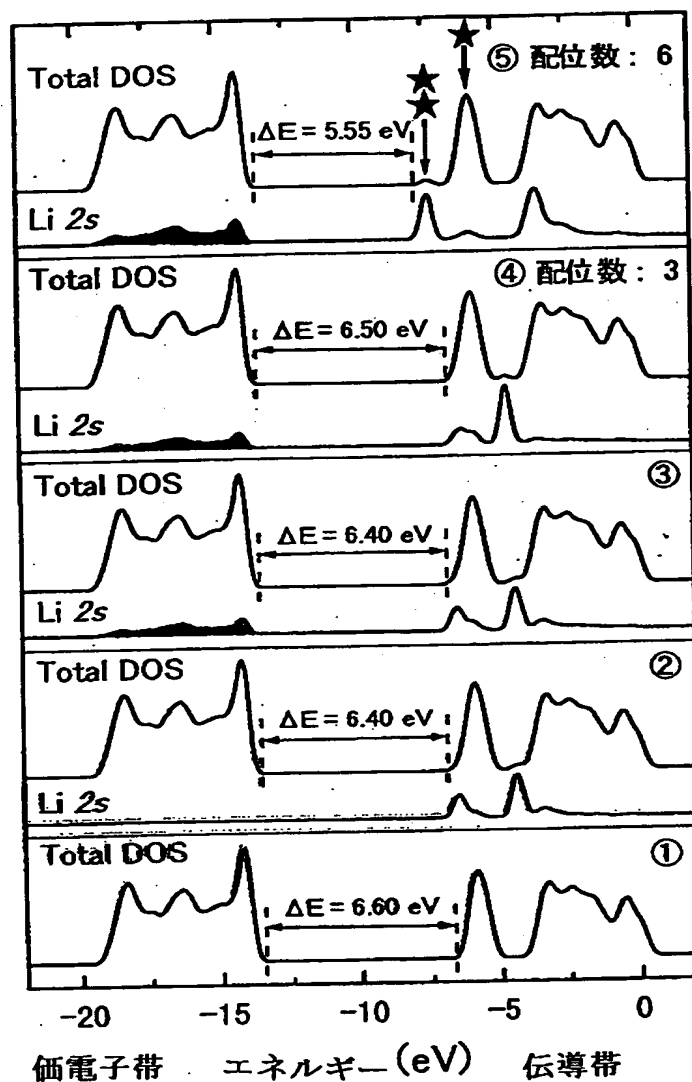 ⑤ 配位数: 6
Total DOS
ΔE = 5.55 eV
Li 2s
④ 配位数: 3
Total DOS
ΔE = 6.50 eV
Li 2s
③
Total DOS
ΔE = 6.40 eV
Li 2s
②
Total DOS
ΔE = 6.40 eV
Li 2s
①
Total DOS
ΔE = 6.60 eV
-20 -15 -10 -5 0
価電子帯 エネルギー(eV) 伝導帯